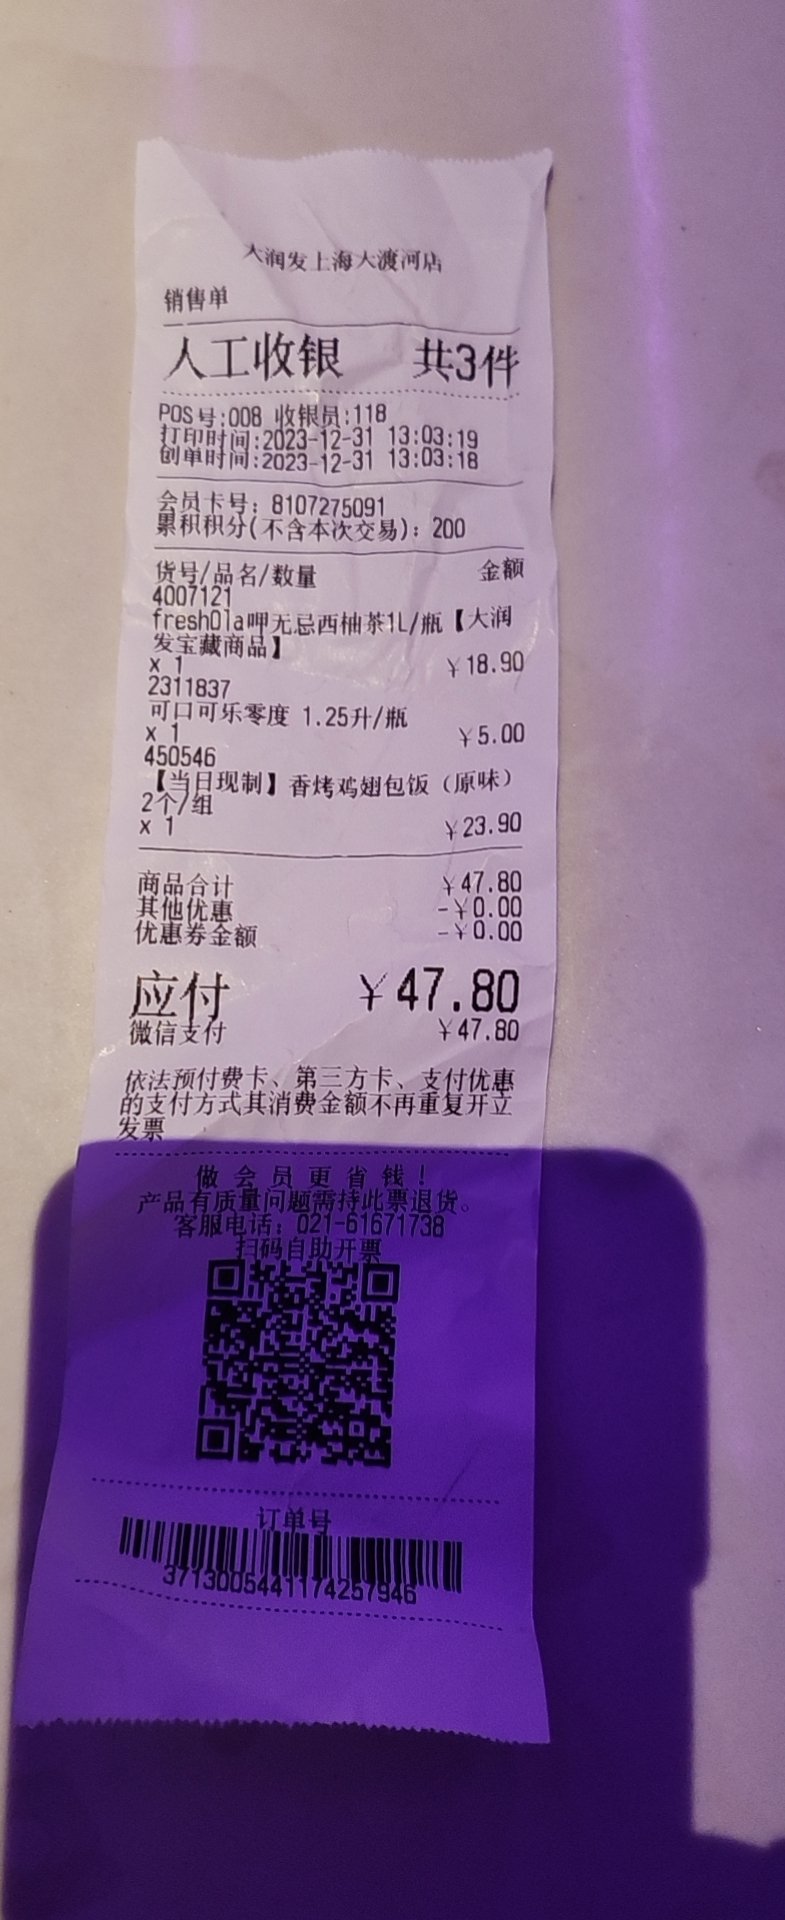 大润发上海大渡河店
销售单
人工收银 共3件
POS号:008 收银员:118
打印时间:2023-12-31 13:03:19
创单时间:2023-12-31 13:03:18
会员卡号：8107275091
累积积分(不含本次交易)：200
货号/品名/数量 金额
4007121
freshOla呷无忌西柚茶1L/瓶【大润
发宝藏商品】
x 1 ￥18.90
2311837
可口可乐零度 1.25升/瓶
x 1 ￥5.00
450546
【当日现制】香烤鸡翅包饭（原味）
2个/组
x 1 ￥23.90
商品合计 ￥47.80
其他优惠 -￥0.00
优惠券金额 -￥0.00
应付 ￥47.80
微信支付 ￥47.80
依法预付费卡、第三方卡、支付优惠
的支付方式其消费金额不再重复开立
发票
做会员更省钱！
产品有质量问题需持此票退货。
客服电话：021-61671738
扫码自助开票
订单号
3713005441174257946